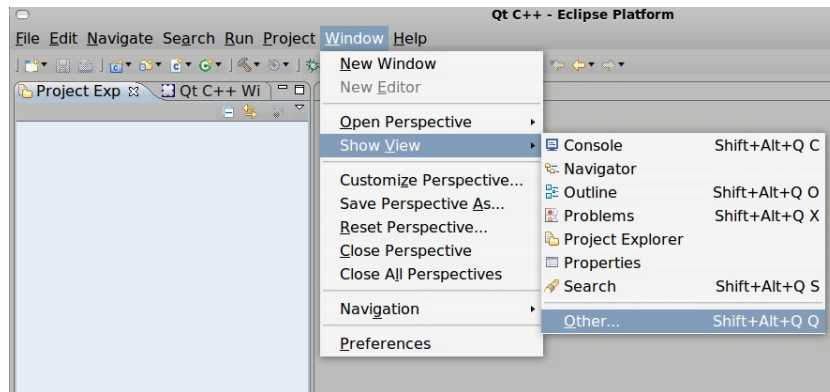 Qt C++ - Eclipse Platform
File Edit Navigate Search Run Project Window Help
Project Exp Qt C++ Wi
New Window
New Editor
Open Perspective
Show View
Customize Perspective...
Save Perspective As...
Reset Perspective...
Close Perspective
Close All Perspectives
Navigation
Preferences
Console Shift+Alt+Q C
Navigator
Outline Shift+Alt+Q O
Problems Shift+Alt+Q X
Project Explorer
Properties
Search Shift+Alt+Q S
Other... Shift+Alt+Q Q